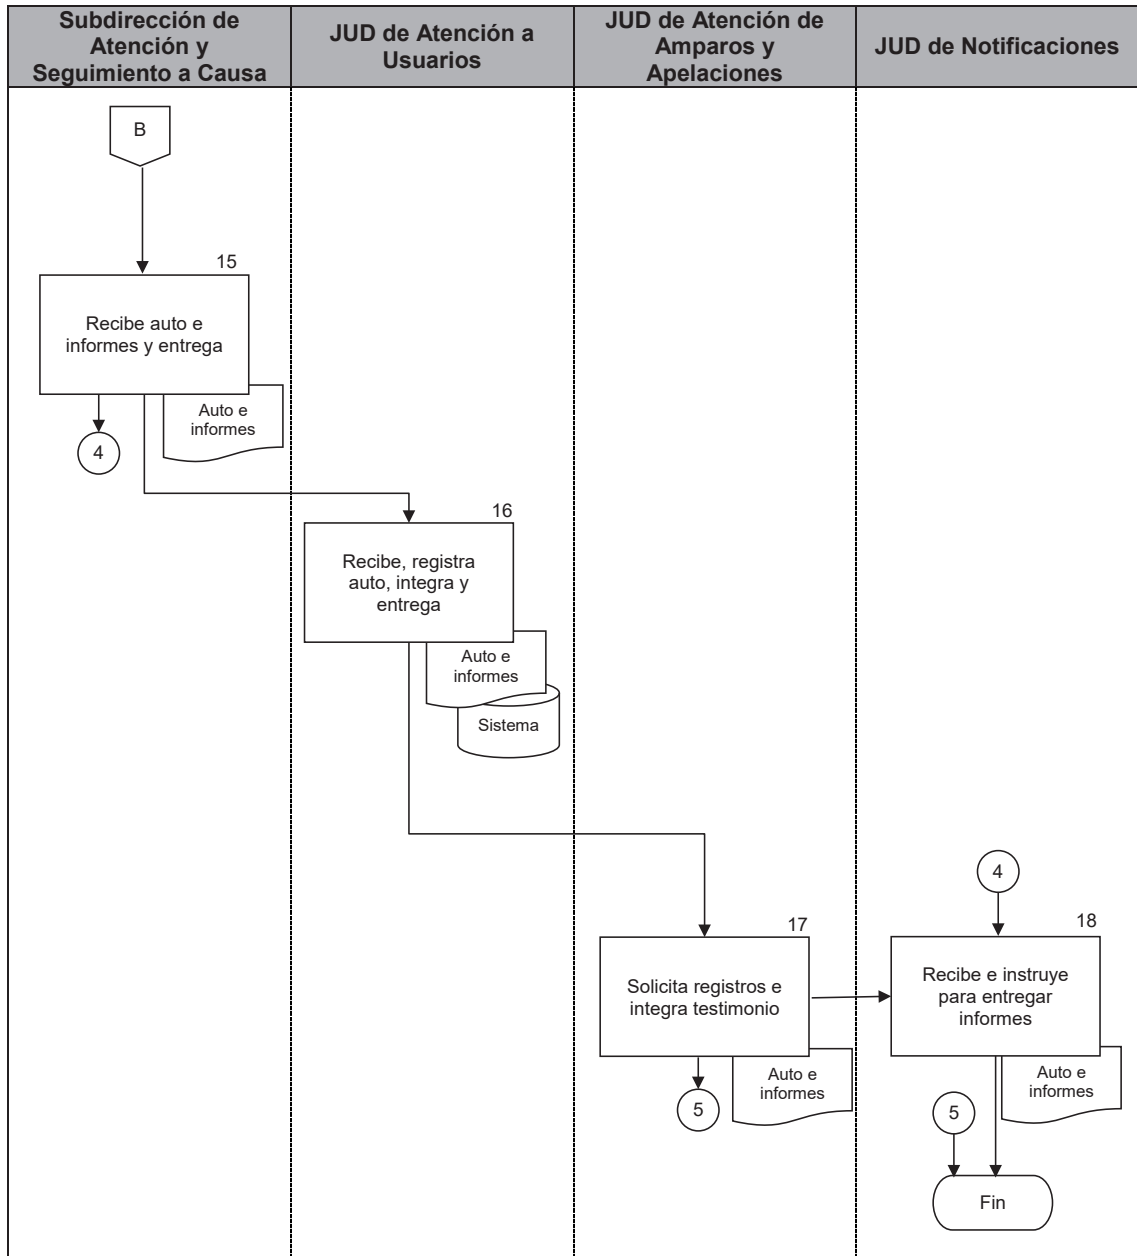 Subdirección de
Atención y
Seguimiento a Causa
JUD de Atención a
Usuarios
JUD de Atención de
Amparos y
Apelaciones
JUD de Notificaciones
B
15
Recibe auto e
informes y entrega
Auto e
informes
4
16
Recibe, registra
auto, integra y
entrega
Auto e
informes
Sistema
4
17
Solicita registros e
integra testimonio
Auto e
informes
5
18
Recibe e instruye
para entregar
informes
Auto e
informes
5
Fin